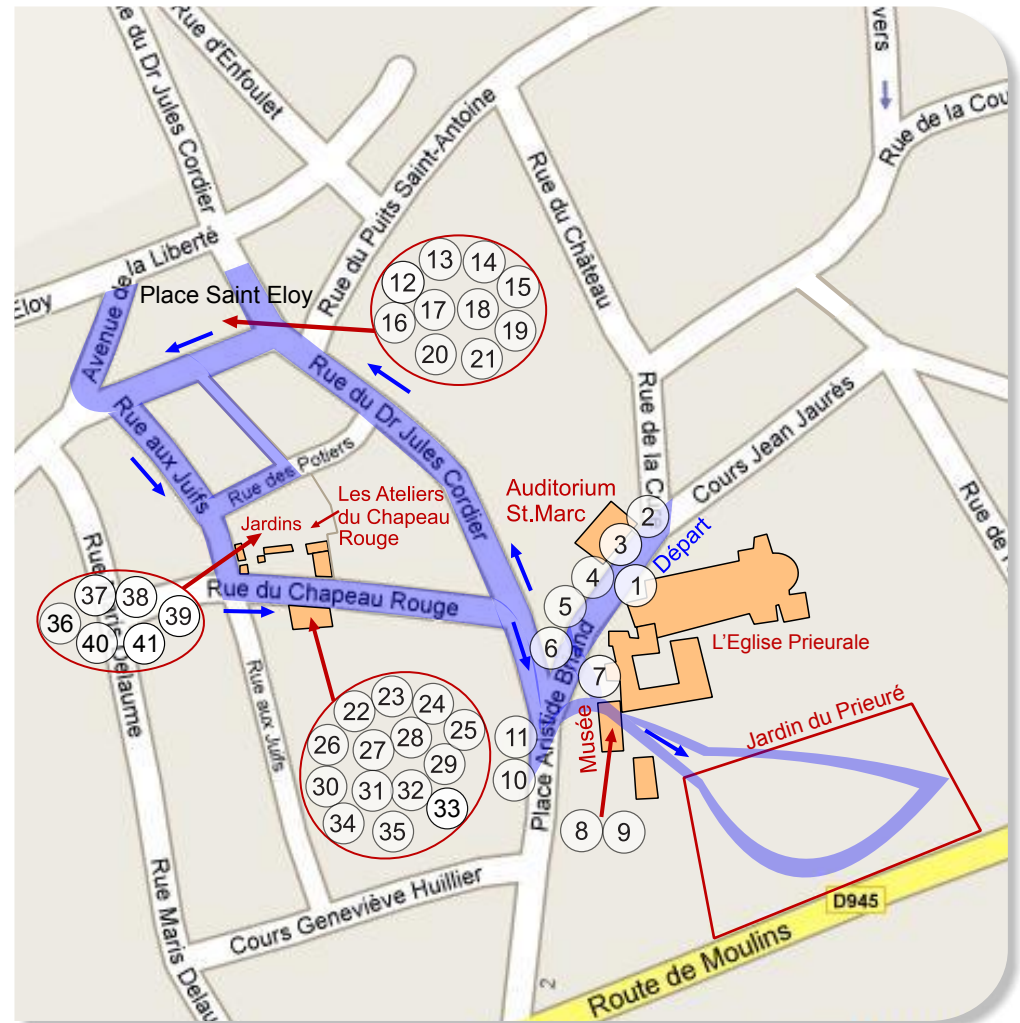 e du Dr Jules Cordier
Rue d'Enfoulet
vers
Rue de la Cou
Rue du Puits Saint-Antoine
Rue du Château
Avenue de la Liberté
Eloy
Place Saint Eloy
13
14
12
15
17
18
16
19
20
21
Rue du Dr Jules Cordier
Rue de la C
Cours Jean Jaurès
Rue aux Juifs
Rue des Potiers
Rue de
Les Ateliers
du Chapeau
Rouge
Jardins
Auditorium
St.Marc
2
3
Départ
4
1
5
6
7
Rue du Chapeau Rouge
37
38
36
39
40
41
Rue Maris Delaume
L'Eglise Prieurale
Rue aux Juifs
Place Aristide Briand
Musée
Jardin du Prieuré
23
22
24
25
26
27
28
29
30
31
32
33
34
35
11
10
8
9
Rue Maris Delau
Cours Geneviève Huillier
D945
Route de Moulins
2